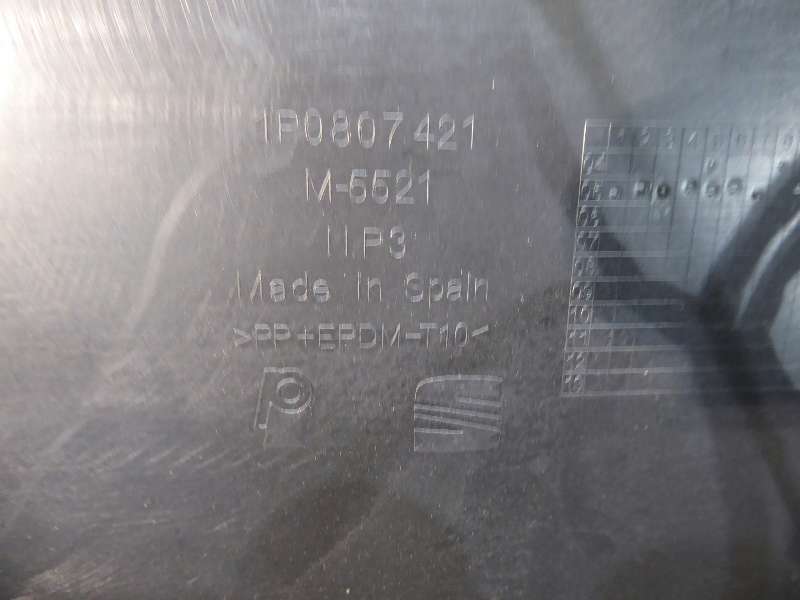 1P0807421
M-5521
11P3
Made in Spain
>PP+EPDM-T10<